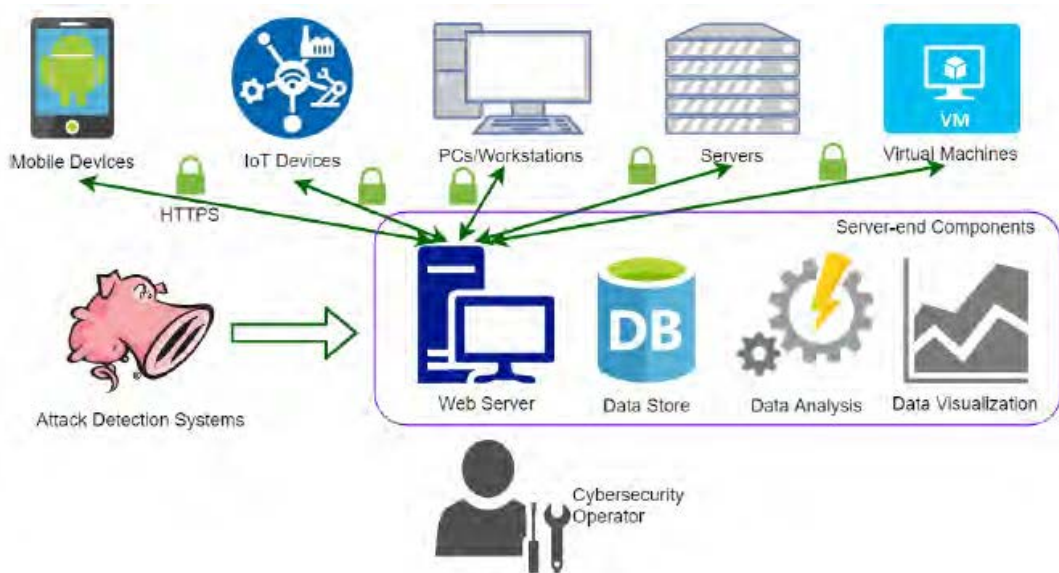 VM
Mobile Devices
IoT Devices
PCs/Workstations
Servers
Virtual Machines
HTTPS
Server-end Components
DB
Web Server
Data Store
Data Analysis
Data Visualization
®
Attack Detection Systems
Cybersecurity
Operator